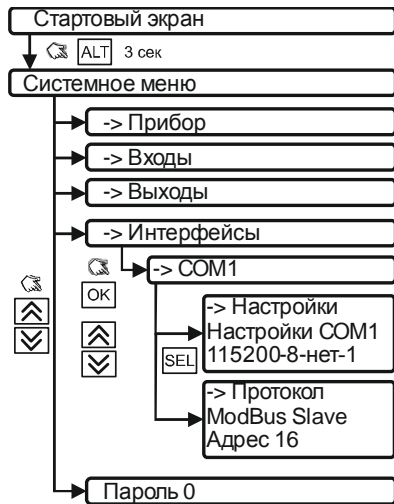 Стартовый экран
ALT 3 сек
Системное меню
-> Прибор
-> Входы
-> Выходы
-> Интерфейсы
-> COM1
OK
-> Настройки
Настройки COM1
115200-8-нет-1
SEL
-> Протокол
ModBus Slave
Адрес 16
Пароль 0